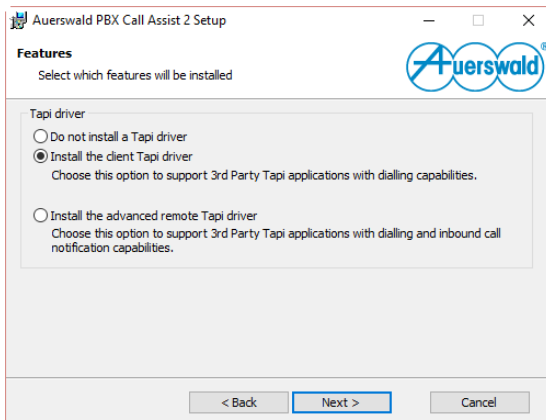 Auerswald PBX Call Assist 2 Setup
Features
Select which features will be installed
Auerswald®
Tapi driver
Do not install a Tapi driver
Install the client Tapi driver
Choose this option to support 3rd Party Tapi applications with dialling capabilities.
Install the advanced remote Tapi driver
Choose this option to support 3rd Party Tapi applications with dialling and inbound call
notification capabilities.
< Back
Next >
Cancel